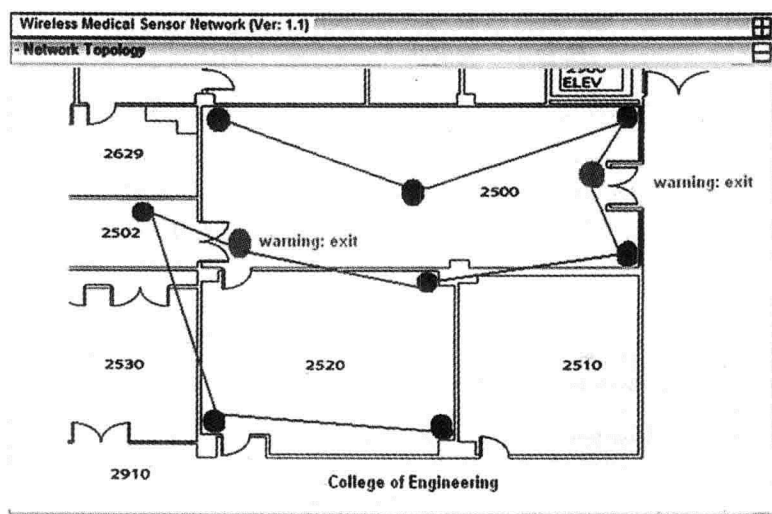 Wireless Medical Sensor Network (Ver: 1.1)
- Network Topology
2900
ELEV
2629
2500
warning: exit
2502
warning: exit
2530
2520
2510
2910
College of Engineering